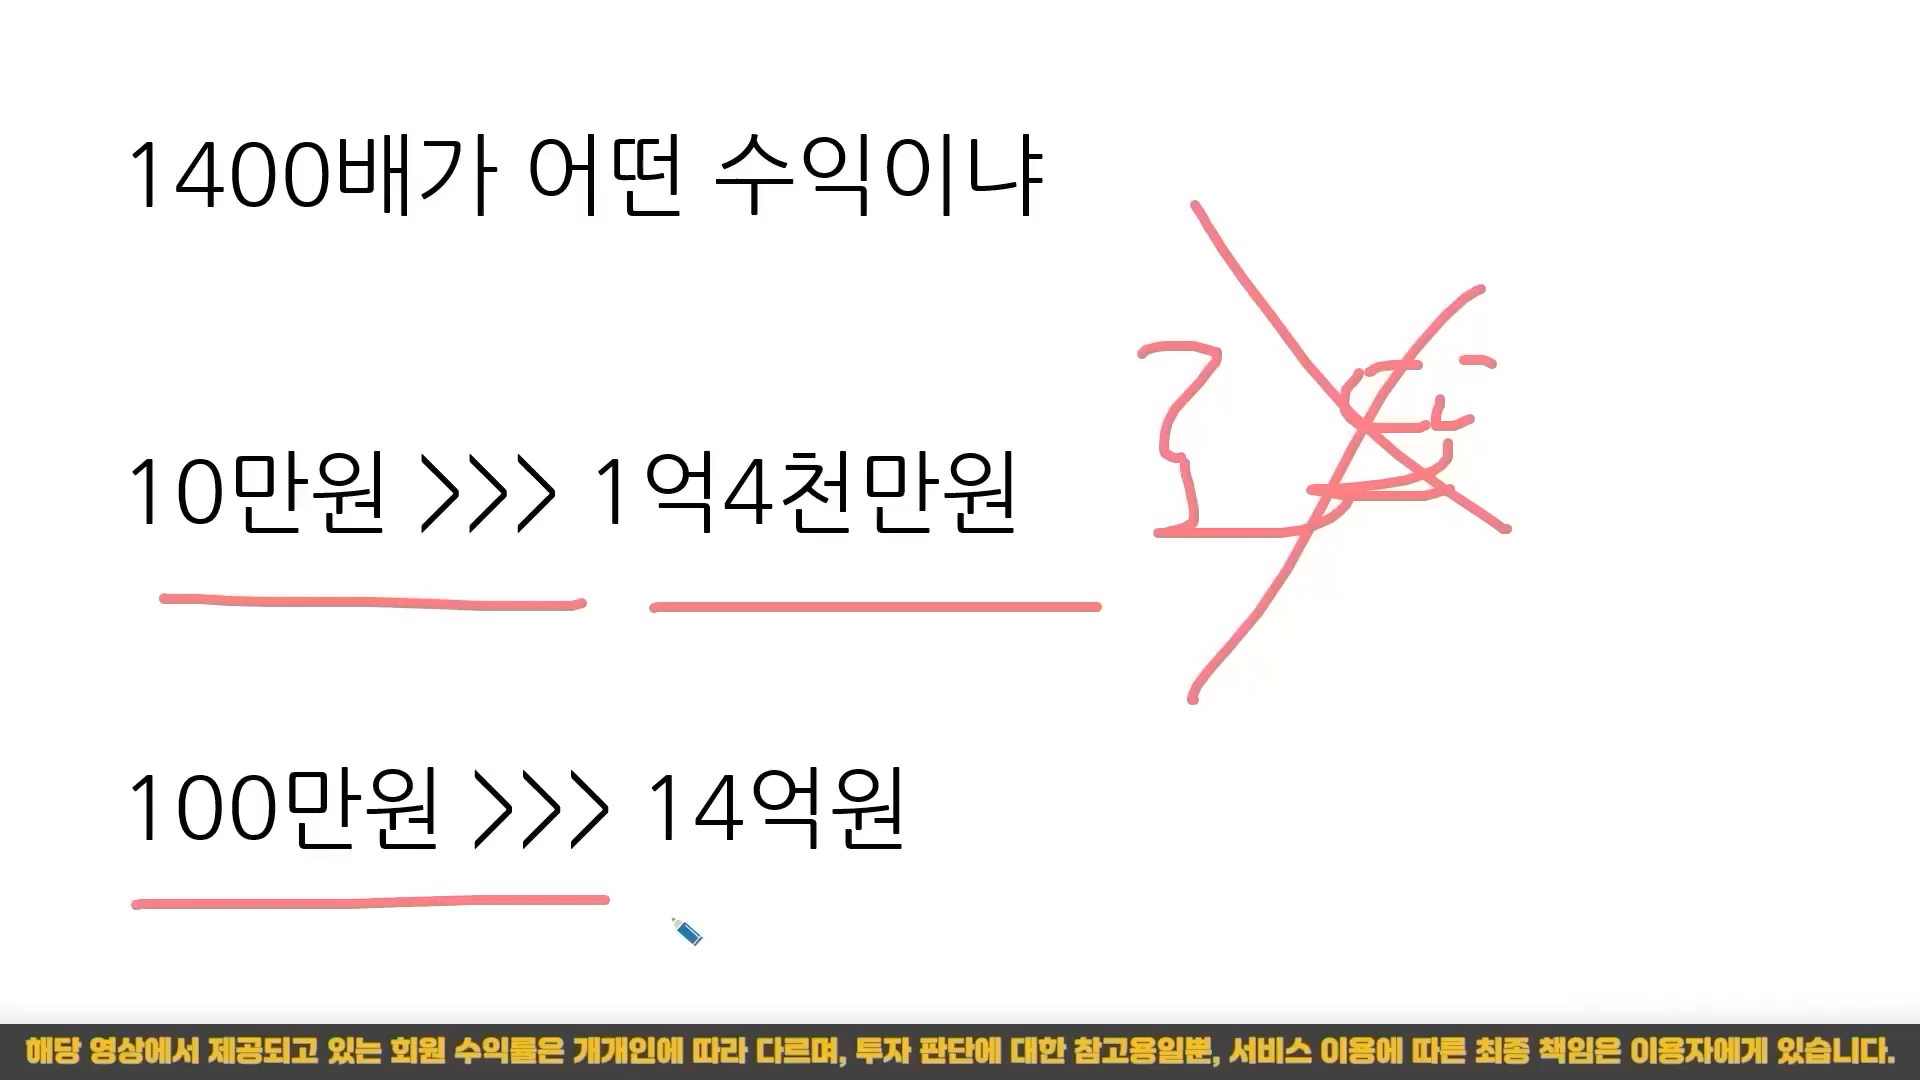 1400배가 어떤 수익이냐
10만원 >>> 1억4천만원
100만원 >>> 14억원
해당 영상에서 제공되고 있는 회원 수익률은 개개인에 따라 다르며, 투자 판단에 대한 참고용일뿐, 서비스 이용에 따른 최종 책임은 이용자에게 있습니다.